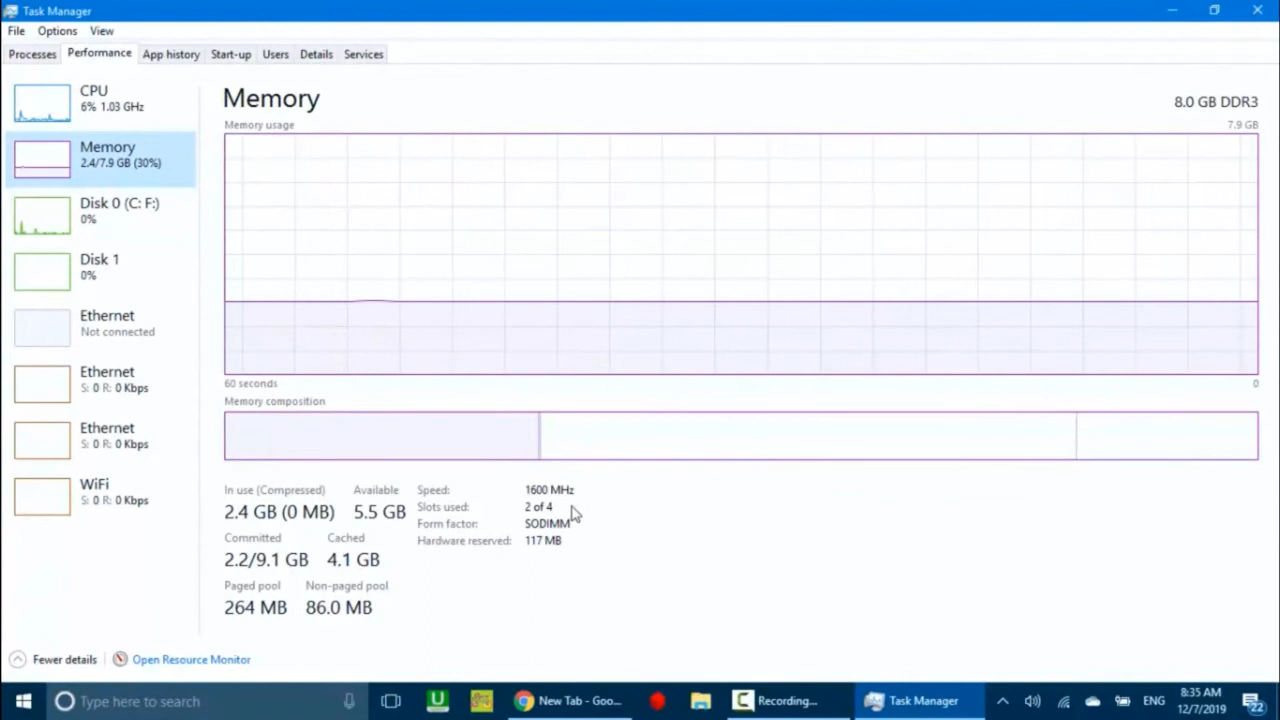 Task Manager
File Options View
Processes Performance App history Start-up Users Details Services
CPU
6% 1.03 GHz
Memory
2.4/7.9 GB (30%)
Disk 0 (C: F:)
0%
Disk 1
0%
Ethernet
Not connected
Ethernet
S: 0 R: 0 Kbps
Ethernet
S: 0 R: 0 Kbps
WiFi
S: 0 R: 0 Kbps
Memory 8.0 GB DDR3
Memory usage 7.9 GB
60 seconds 0
Memory composition
In use (Compressed) Available
2.4 GB (0 MB) 5.5 GB
Committed Cached
2.2/9.1 GB 4.1 GB
Paged pool Non-paged pool
264 MB 86.0 MB
Speed: 1600 MHz
Slots used: 2 of 4
Form factor: SODIMM
Hardware reserved: 117 MB
Fewer details Open Resource Monitor
Type here to search New Tab - Goo... Recording... Task Manager ENG 8:35 AM
12/7/2019 22